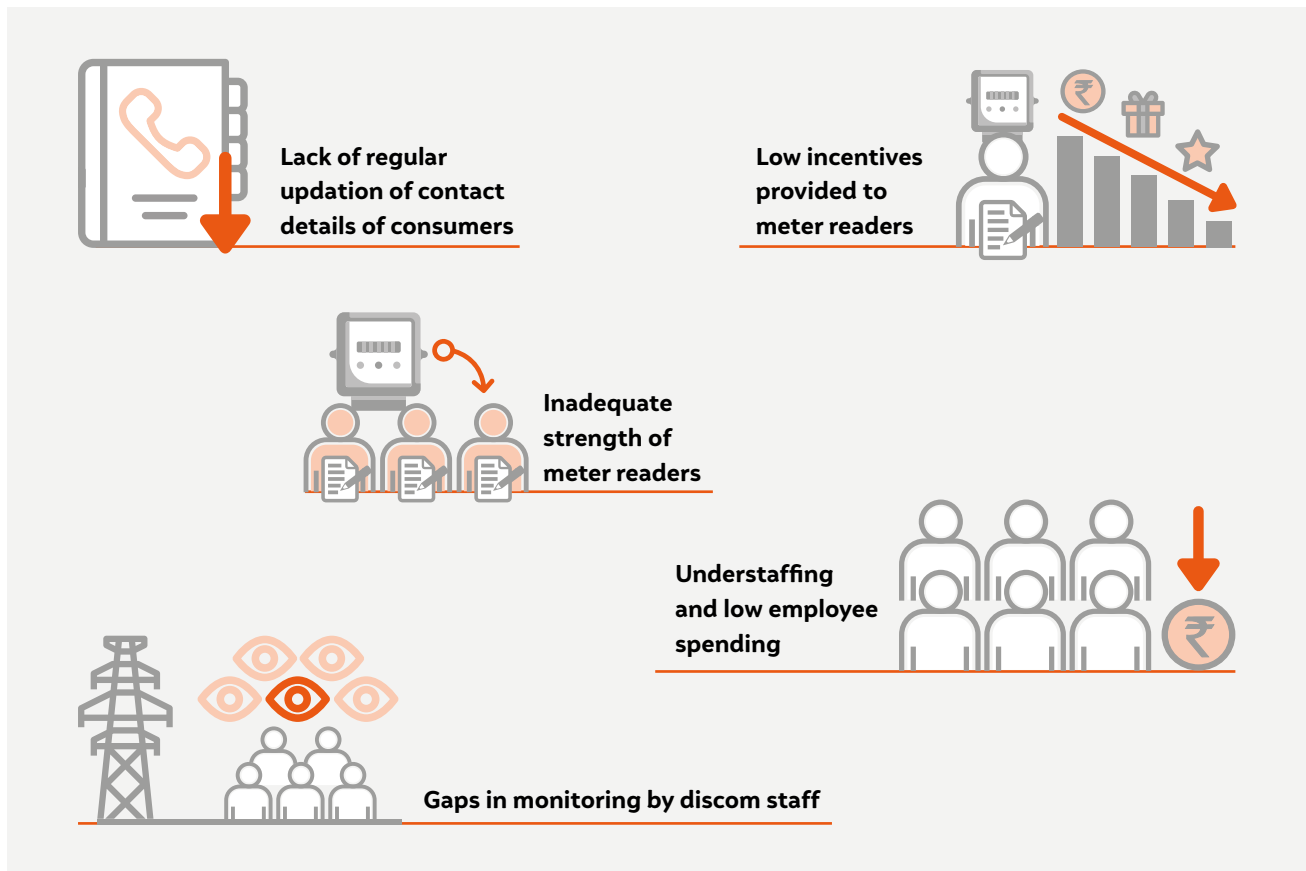 Lack of regular
updation of contact
details of consumers
Low incentives
provided to
meter readers
₹
Inadequate
strength of
meter readers
Understaffing
and low employee
spending
₹
Gaps in monitoring by discom staff